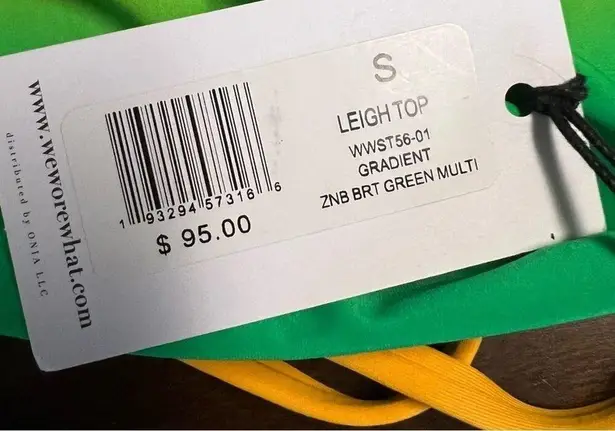 www.weworewhat.com
distributed by ONIA LLC
1 93294 57316 6
$ 95.00
S
LEIGH TOP
WWST56-01
GRADIENT
ZNB BRT GREEN MULTI